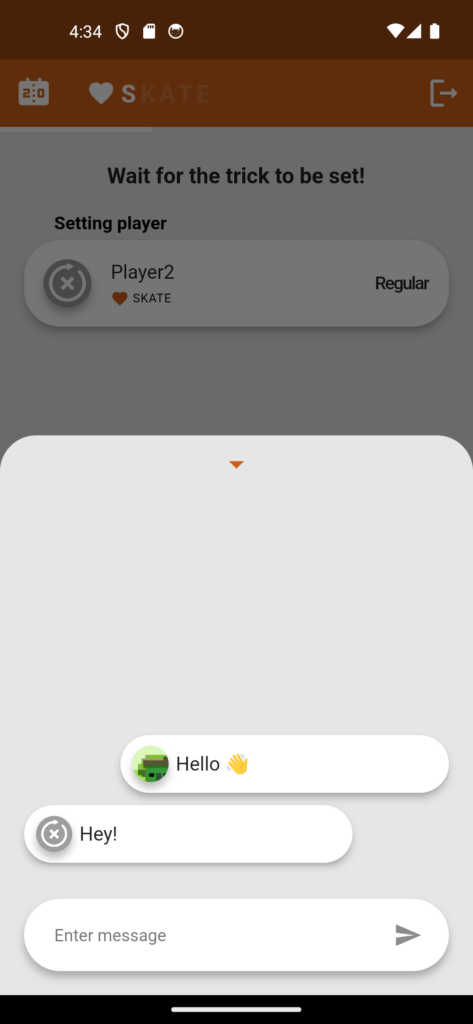 4:34
2:0
SKATE
Wait for the trick to be set!
Setting player
Player2
SKATE
Regular
Hello 👋
Hey!
Enter message